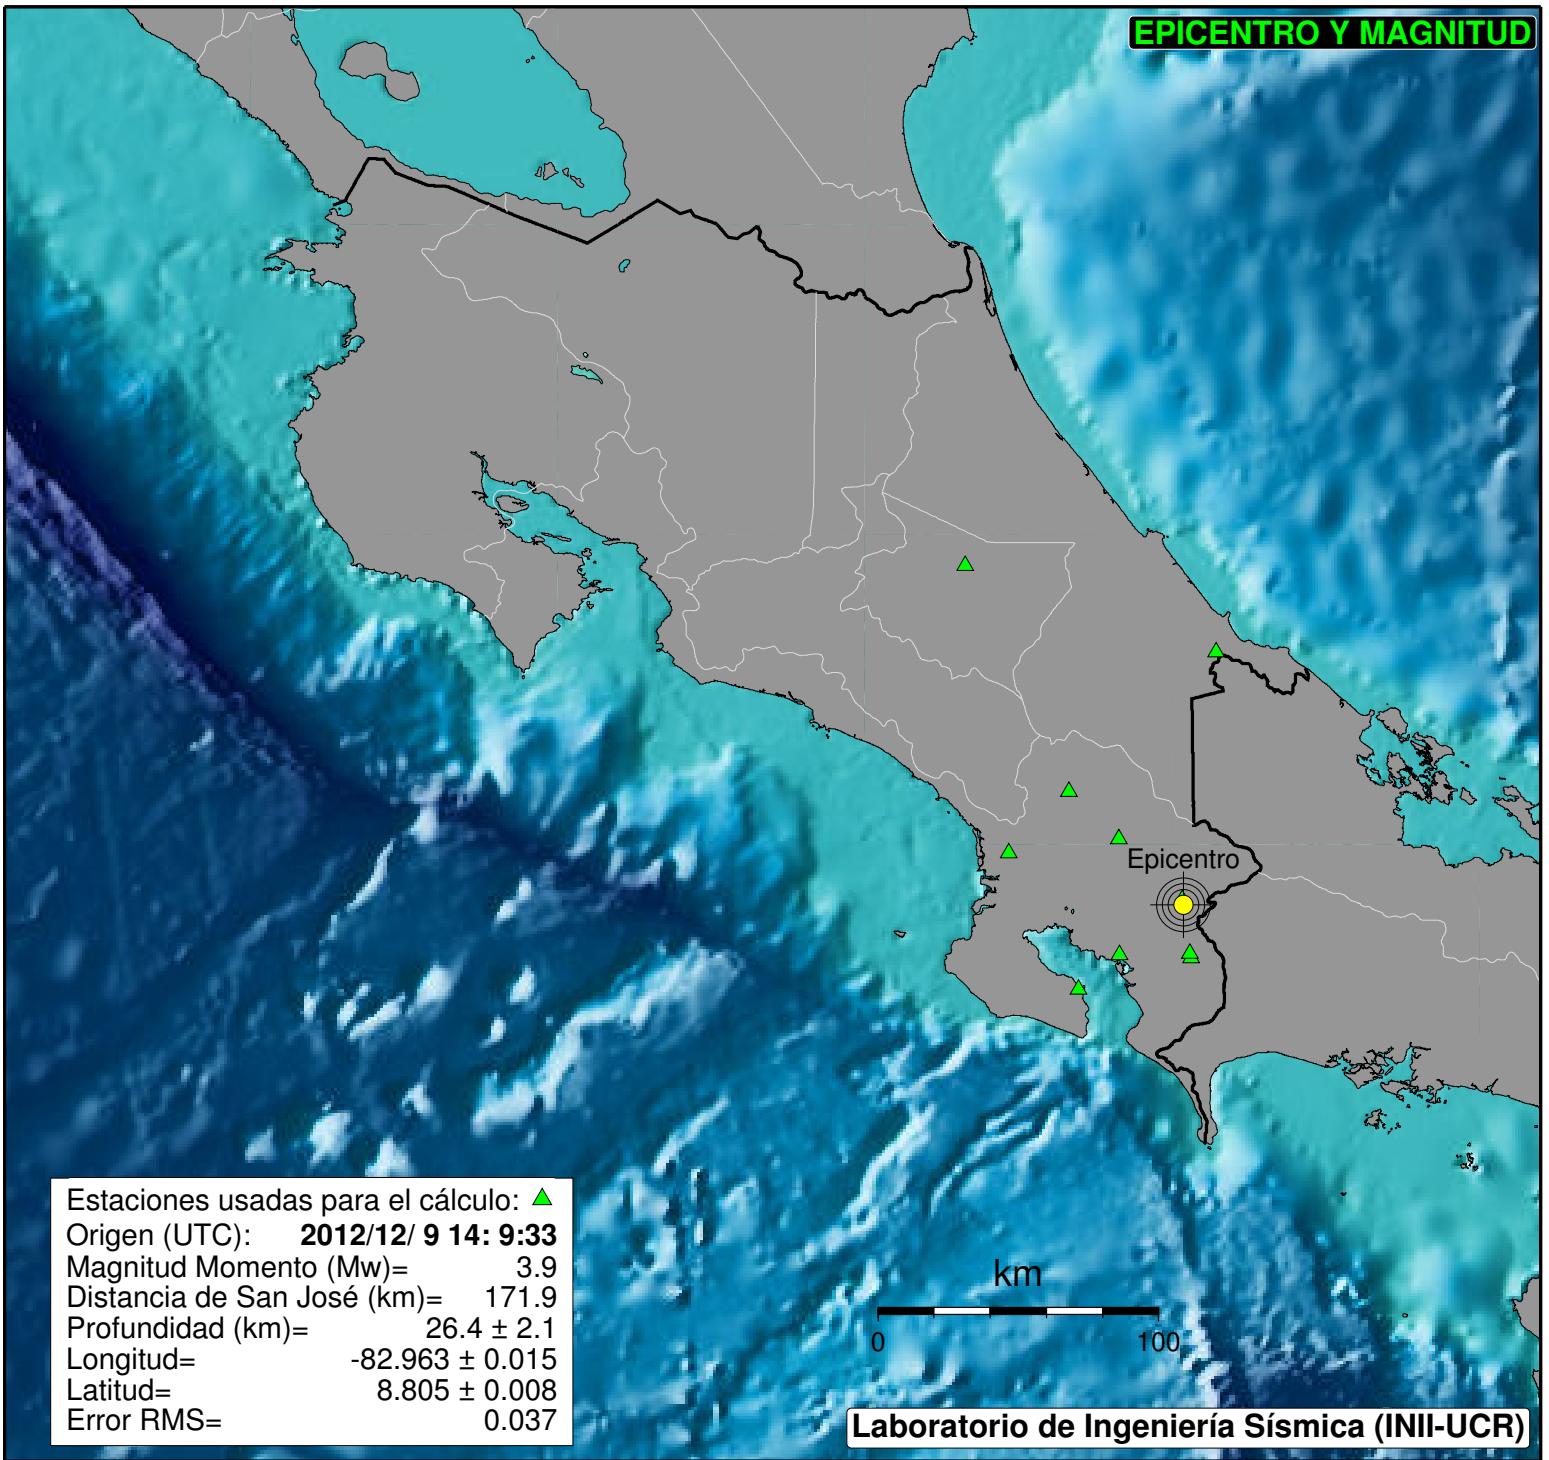 EPICENTRO Y MAGNITUD
Epicentro
Estaciones usadas para el cálculo:
Origen (UTC): 2012/12/ 9 14: 9:33
Magnitud Momento (Mw)= 3.9
Distancia de San José (km)= 171.9
Profundidad (km)= 26.4 ± 2.1
Longitud= -82.963 ± 0.015
Latitud= 8.805 ± 0.008
Error RMS= 0.037
km
0 100
Laboratorio de Ingeniería Sísmica (INII-UCR)